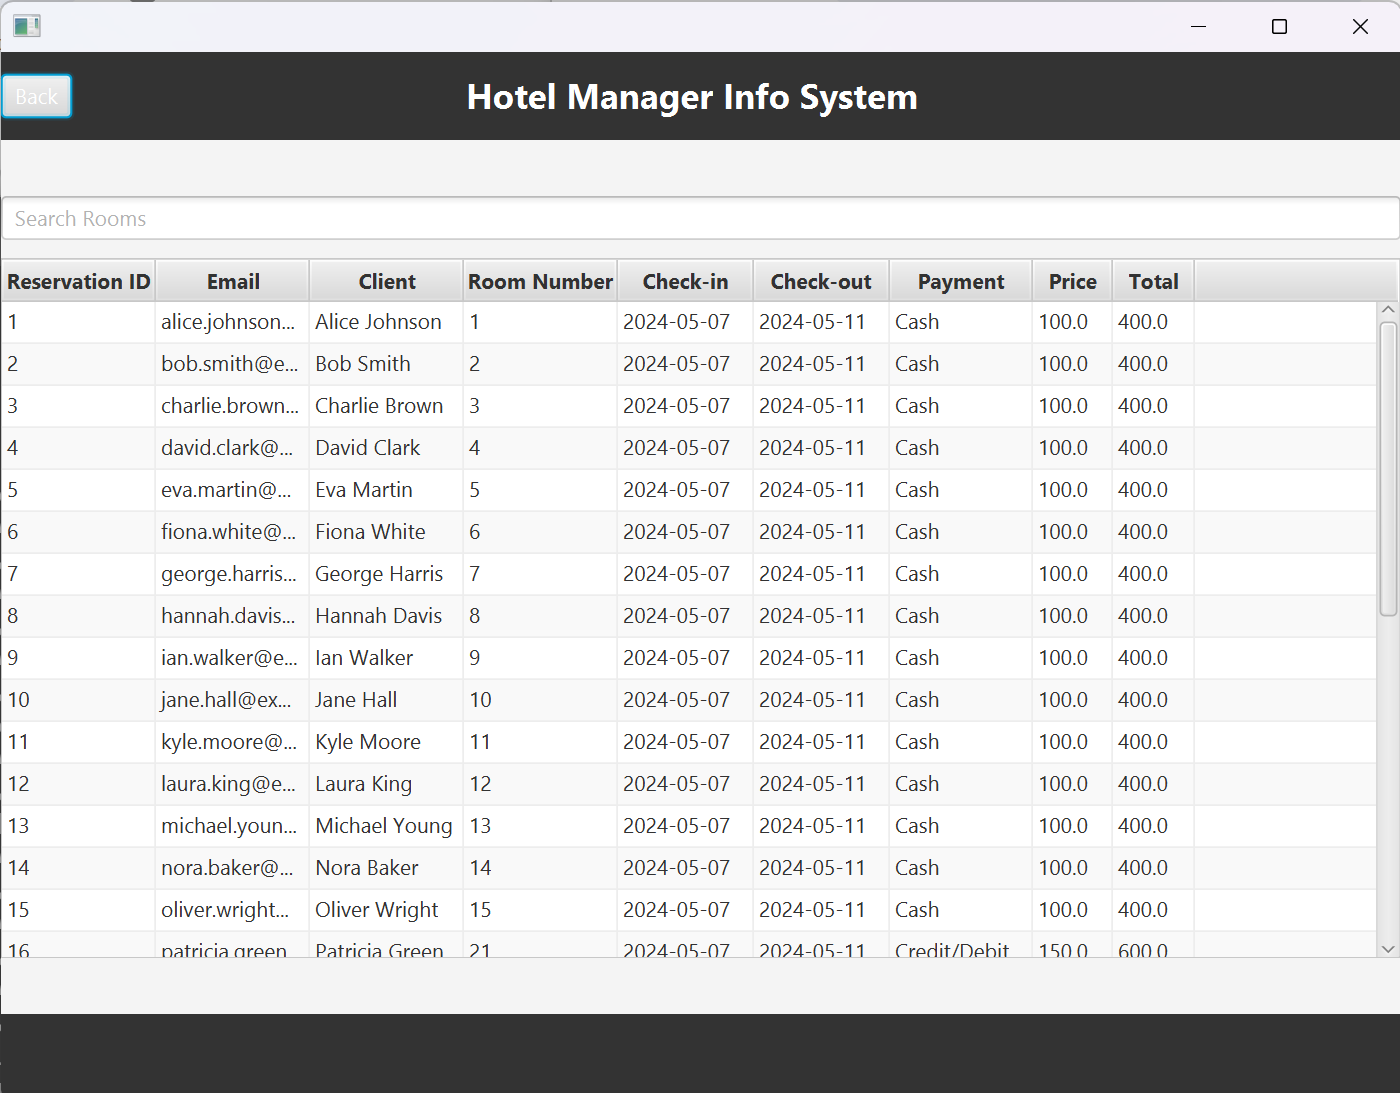 Back
Hotel Manager Info System
Search Rooms
Reservation ID Email Client Room Number Check-in Check-out Payment Price Total
1 alice.johnson... Alice Johnson 1 2024-05-07 2024-05-11 Cash 100.0 400.0
2 bob.smith@e... Bob Smith 2 2024-05-07 2024-05-11 Cash 100.0 400.0
3 charlie.brown... Charlie Brown 3 2024-05-07 2024-05-11 Cash 100.0 400.0
4 david.clark@... David Clark 4 2024-05-07 2024-05-11 Cash 100.0 400.0
5 eva.martin@... Eva Martin 5 2024-05-07 2024-05-11 Cash 100.0 400.0
6 fiona.white@... Fiona White 6 2024-05-07 2024-05-11 Cash 100.0 400.0
7 george.harris... George Harris 7 2024-05-07 2024-05-11 Cash 100.0 400.0
8 hannah.davis... Hannah Davis 8 2024-05-07 2024-05-11 Cash 100.0 400.0
9 ian.walker@e... Ian Walker 9 2024-05-07 2024-05-11 Cash 100.0 400.0
10 jane.hall@ex... Jane Hall 10 2024-05-07 2024-05-11 Cash 100.0 400.0
11 kyle.moore@... Kyle Moore 11 2024-05-07 2024-05-11 Cash 100.0 400.0
12 laura.king@e... Laura King 12 2024-05-07 2024-05-11 Cash 100.0 400.0
13 michael.youn... Michael Young 13 2024-05-07 2024-05-11 Cash 100.0 400.0
14 nora.baker@... Nora Baker 14 2024-05-07 2024-05-11 Cash 100.0 400.0
15 oliver.wright... Oliver Wright 15 2024-05-07 2024-05-11 Cash 100.0 400.0
16 patricia.green Patricia Green 21 2024-05-07 2024-05-11 Credit/Debit 150.0 600.0